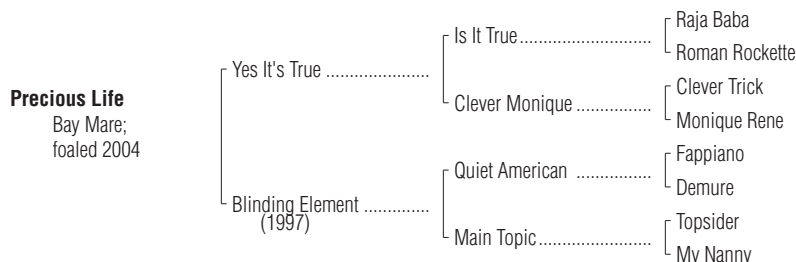 Raja Baba
Is It True
Roman Rockette
Yes It's True
Clever Trick
Clever Monique
Monique Rene
Precious Life
Bay Mare;
foaled 2004
Fappiano
Quiet American
Demure
Blinding Element
(1997)
Topsider
Main Topic
My Nanny